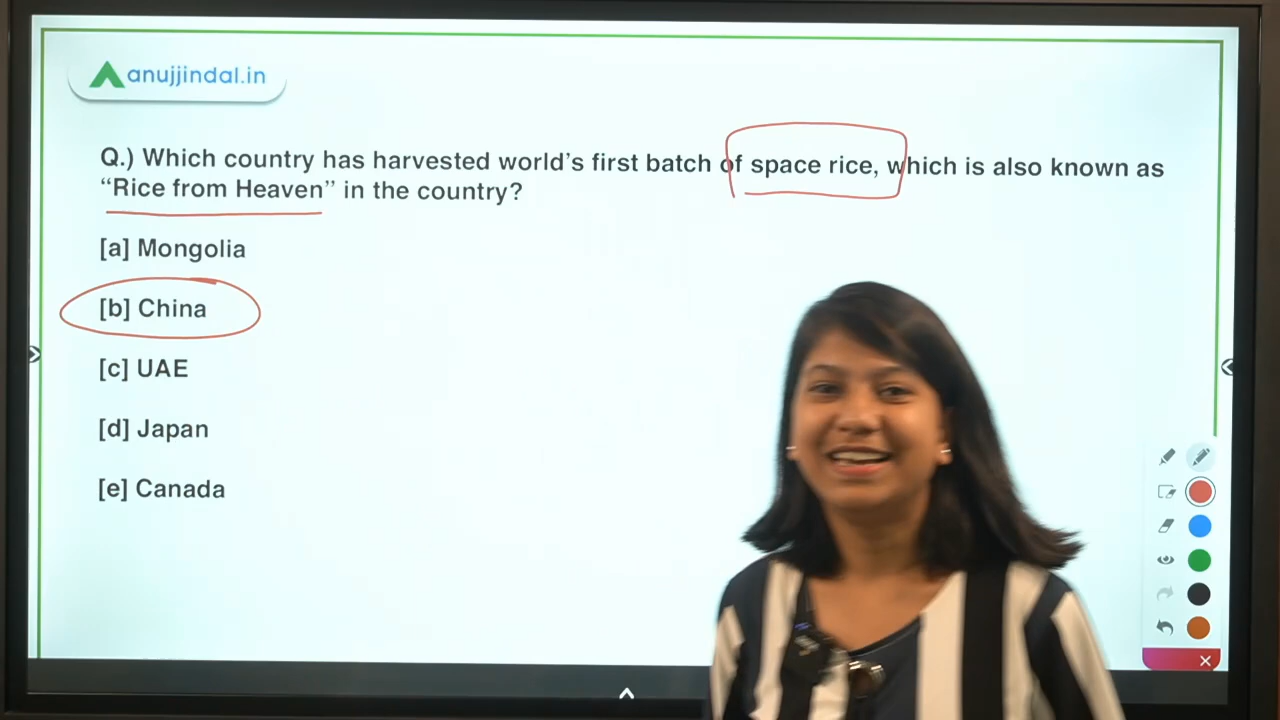 anujjindal.in
Q.) Which country has harvested world's first batch of space rice, which is also known as
“Rice from Heaven” in the country?
[a] Mongolia
[b] China
[c] UAE
[d] Japan
[e] Canada